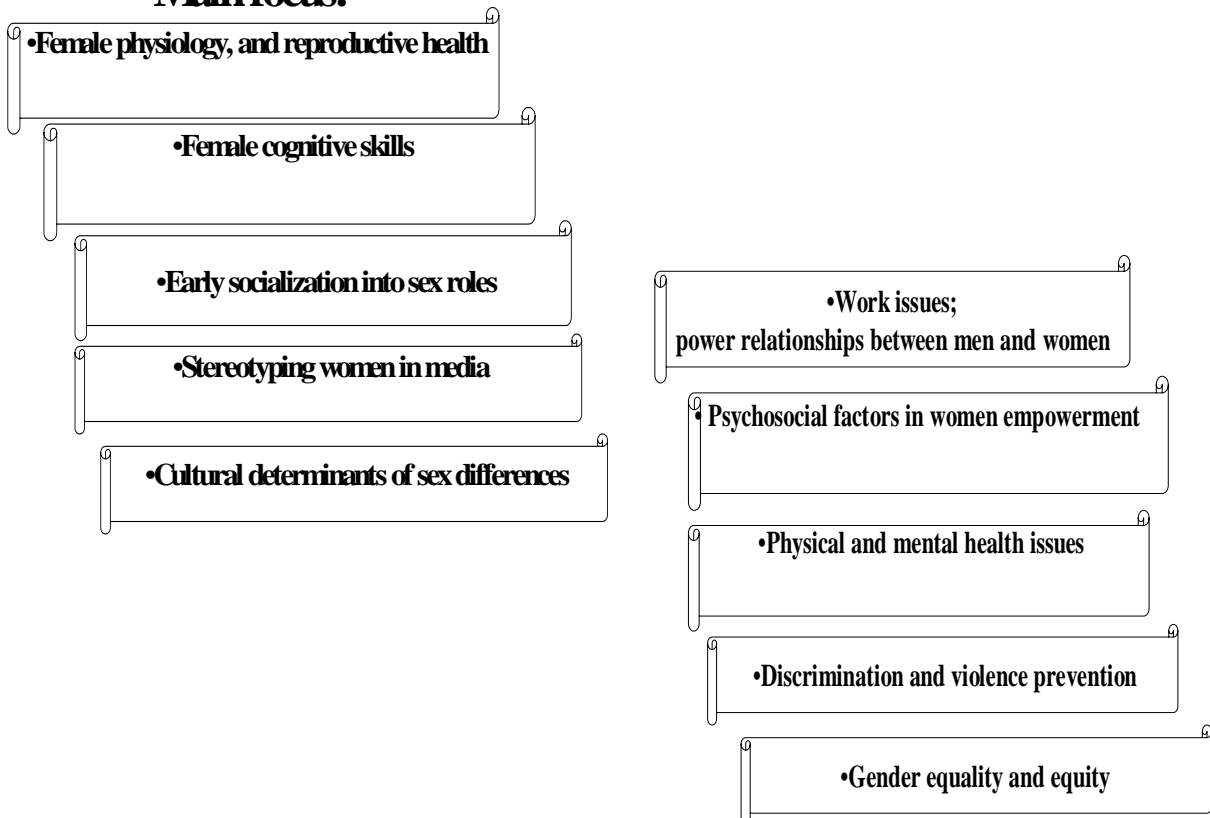 Main focus:
•Female physiology, and reproductive health
•Female cognitive skills
•Early socialization into sex roles
•Stereotyping women in media
•Cultural determinants of sex differences
•Work issues;
power relationships between men and women
• Psychosocial factors in women empowerment
•Physical and mental health issues
•Discrimination and violence prevention
•Gender equality and equity